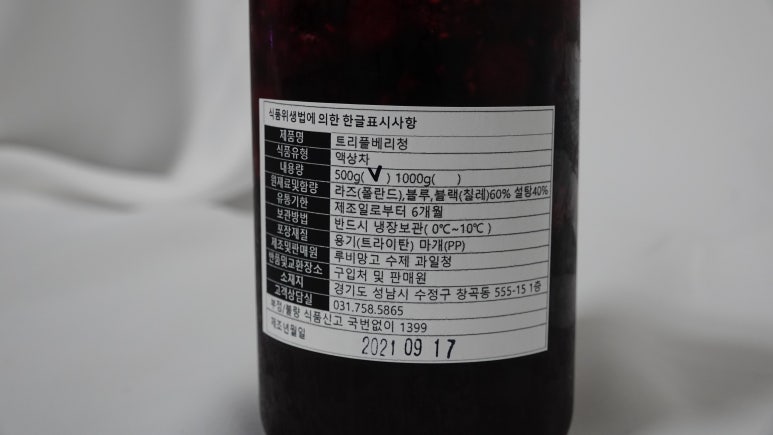 식품위생법에 의한 한글표시사항
제품명 트리플베리청
식품유형 액상차
내용량 500g( ✓ ) 1000g( )
원재료및함량 라즈(폴란드),블루,블랙(칠레)60% 설탕40%
유통기한 제조일로부터 6개월
보관방법 반드시 냉장보관( 0℃~10℃ )
포장재질 용기(트라이탄) 마개(PP)
제조및판매원 루비망고 수제 과일청
반품및교환장소 구입처 및 판매원
소재지 경기도 성남시 수정구 창곡동 555-15 1층
고객상담실 031.758.5865
부정/불량 식품신고 국번없이 1399
제조년월일 2021 09 17